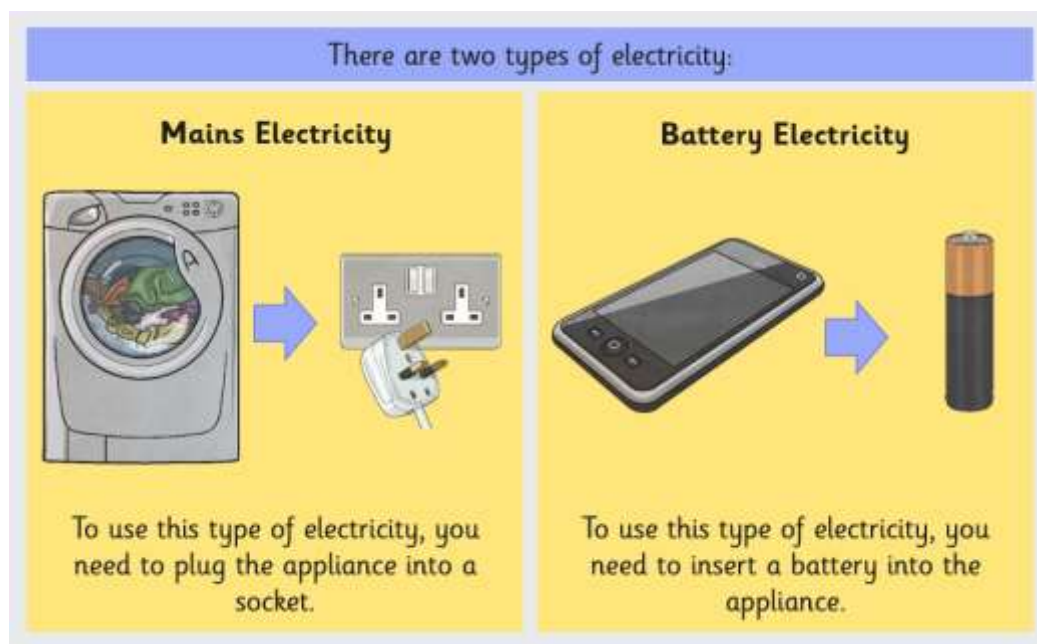 There are two types of electricity:
Mains Electricity
To use this type of electricity, you
need to plug the appliance into a
socket.
Battery Electricity
To use this type of electricity, you
need to insert a battery into the
appliance.